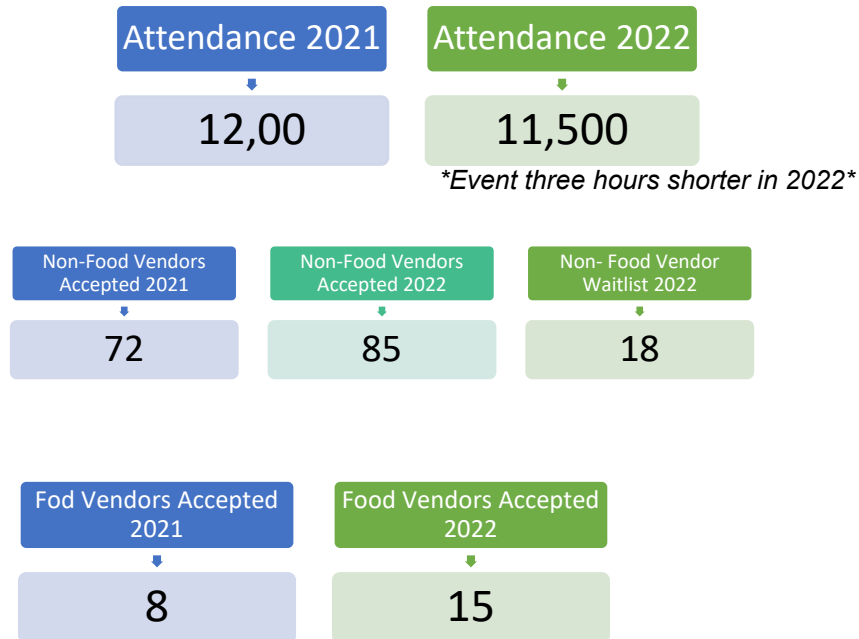 Attendance 2021
Attendance 2022
12,00
11,500
*Event three hours shorter in 2022*
Non-Food Vendors
Accepted 2021
Non-Food Vendors
Accepted 2022
Non- Food Vendor
Waitlist 2022
72
85
18
Fod Vendors Accepted
2021
Food Vendors Accepted
2022
8
15